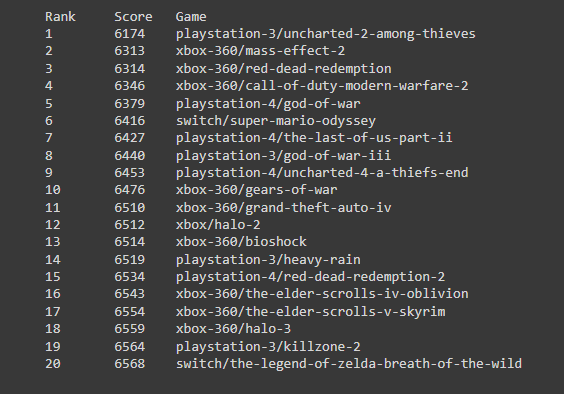 Rank Score Game
1 6174 playstation-3/uncharted-2-among-thieves
2 6313 xbox-360/mass-effect-2
3 6314 xbox-360/red-dead-redemption
4 6346 xbox-360/call-of-duty-modern-warfare-2
5 6379 playstation-4/god-of-war
6 6416 switch/super-mario-odyssey
7 6427 playstation-4/the-last-of-us-part-ii
8 6440 playstation-3/god-of-war-iii
9 6453 playstation-4/uncharted-4-a-thiefs-end
10 6476 xbox-360/gears-of-war
11 6510 xbox-360/grand-theft-auto-iv
12 6512 xbox/halo-2
13 6514 xbox-360/bioshock
14 6519 playstation-3/heavy-rain
15 6534 playstation-4/red-dead-redemption-2
16 6543 xbox-360/the-elder-scrolls-iv-oblivion
17 6554 xbox-360/the-elder-scrolls-v-skyrim
18 6559 xbox-360/halo-3
19 6564 playstation-3/killzone-2
20 6568 switch/the-legend-of-zelda-breath-of-the-wild